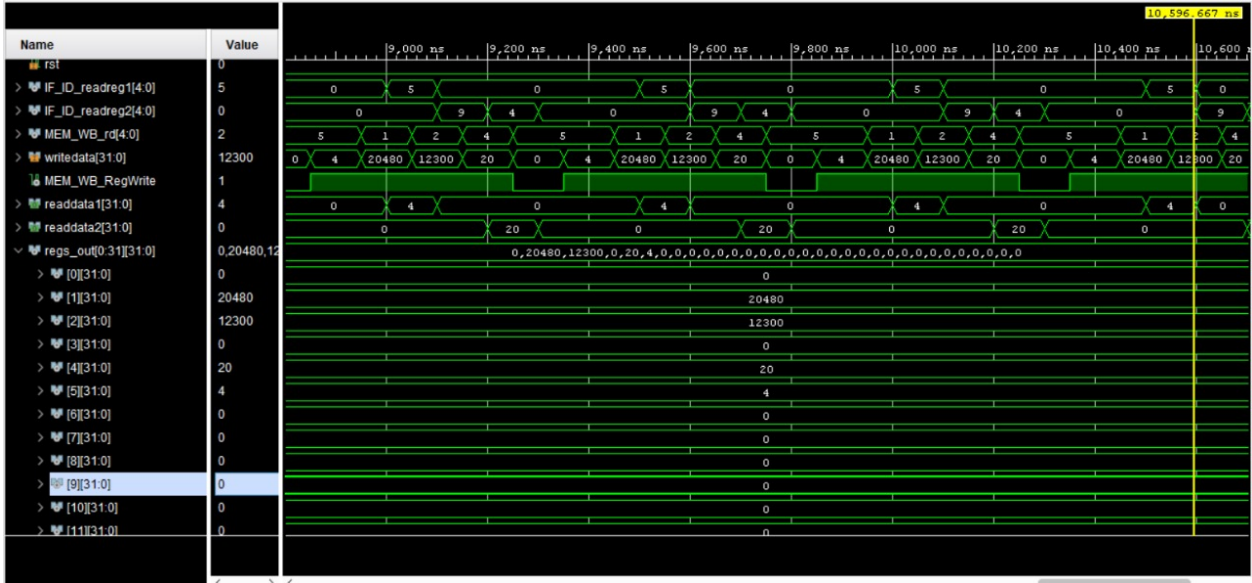 10,596.667 ns
Name Value 9,000 ns 9,200 ns 9,400 ns 9,600 ns 9,800 ns 10,000 ns 10,200 ns 10,400 ns 10,600
rst 0
IF_ID_readreg1[4:0] 5 0 5 0 5 0 5 0 5 0
IF_ID_readreg2[4:0] 0 0 9 4 0 9 4 0 9 4 0 9
MEM_WB_rd[4:0] 2 5 1 2 4 5 1 2 4 5 1 2 4 5 1 2 4
writedata[31:0] 12300 0 4 20480 12300 20 0 4 20480 12300 20 0 4 20480 12300 20 0 4 20480 12300 20
MEM_WB_RegWrite 1
readdata1[31:0] 4 0 4 0 4 0 4 0 4 0
readdata2[31:0] 0 0 20 0 20 0 20 0
regs_out[0:31][31:0] 0,20480,12 0,20480,12300,0,20,4,0,0,0,0,0,0,0,0,0,0,0,0,0,0,0,0,0,0,0,0,0,0,0,0,0,0
[0][31:0] 0 0
[1][31:0] 20480 20480
[2][31:0] 12300 12300
[3][31:0] 0 0
[4][31:0] 20 20
[5][31:0] 4 4
[6][31:0] 0 0
[7][31:0] 0 0
[8][31:0] 0 0
[9][31:0] 0 0
[10][31:0] 0 0
[11][31:0] 0 0